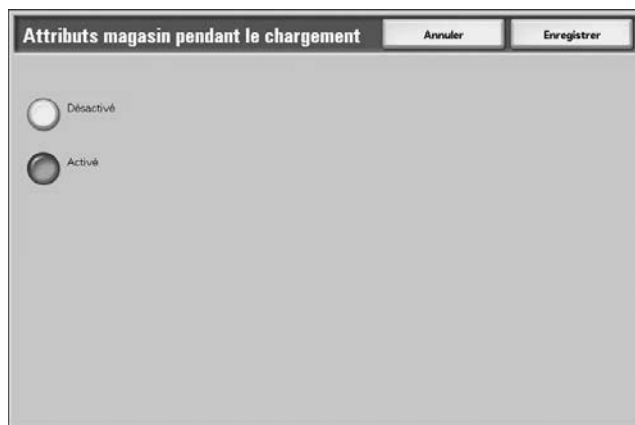 Attributs magasin pendant le chargement
Annuler
Enregistrer
Désactivé
Activé